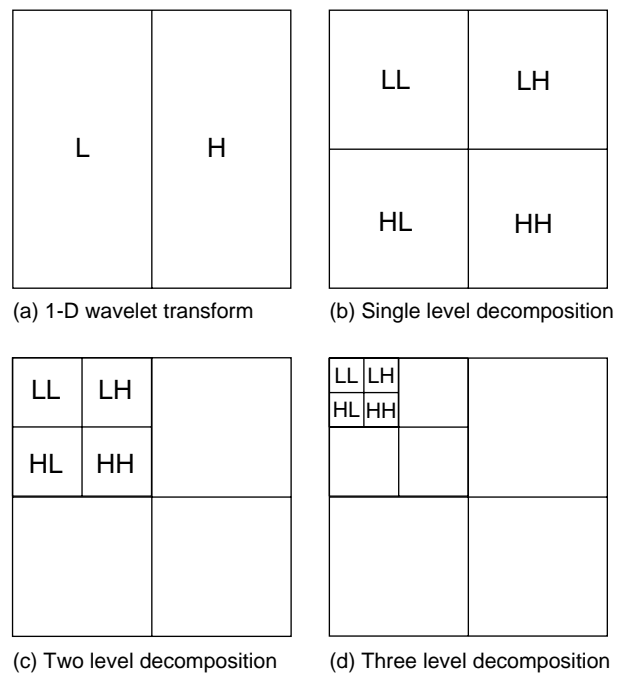 L H
LL LH
HL HH
(a) 1-D wavelet transform
(b) Single level decomposition
LL LH
HL HH
LL LH
HL HH
(c) Two level decomposition
(d) Three level decomposition